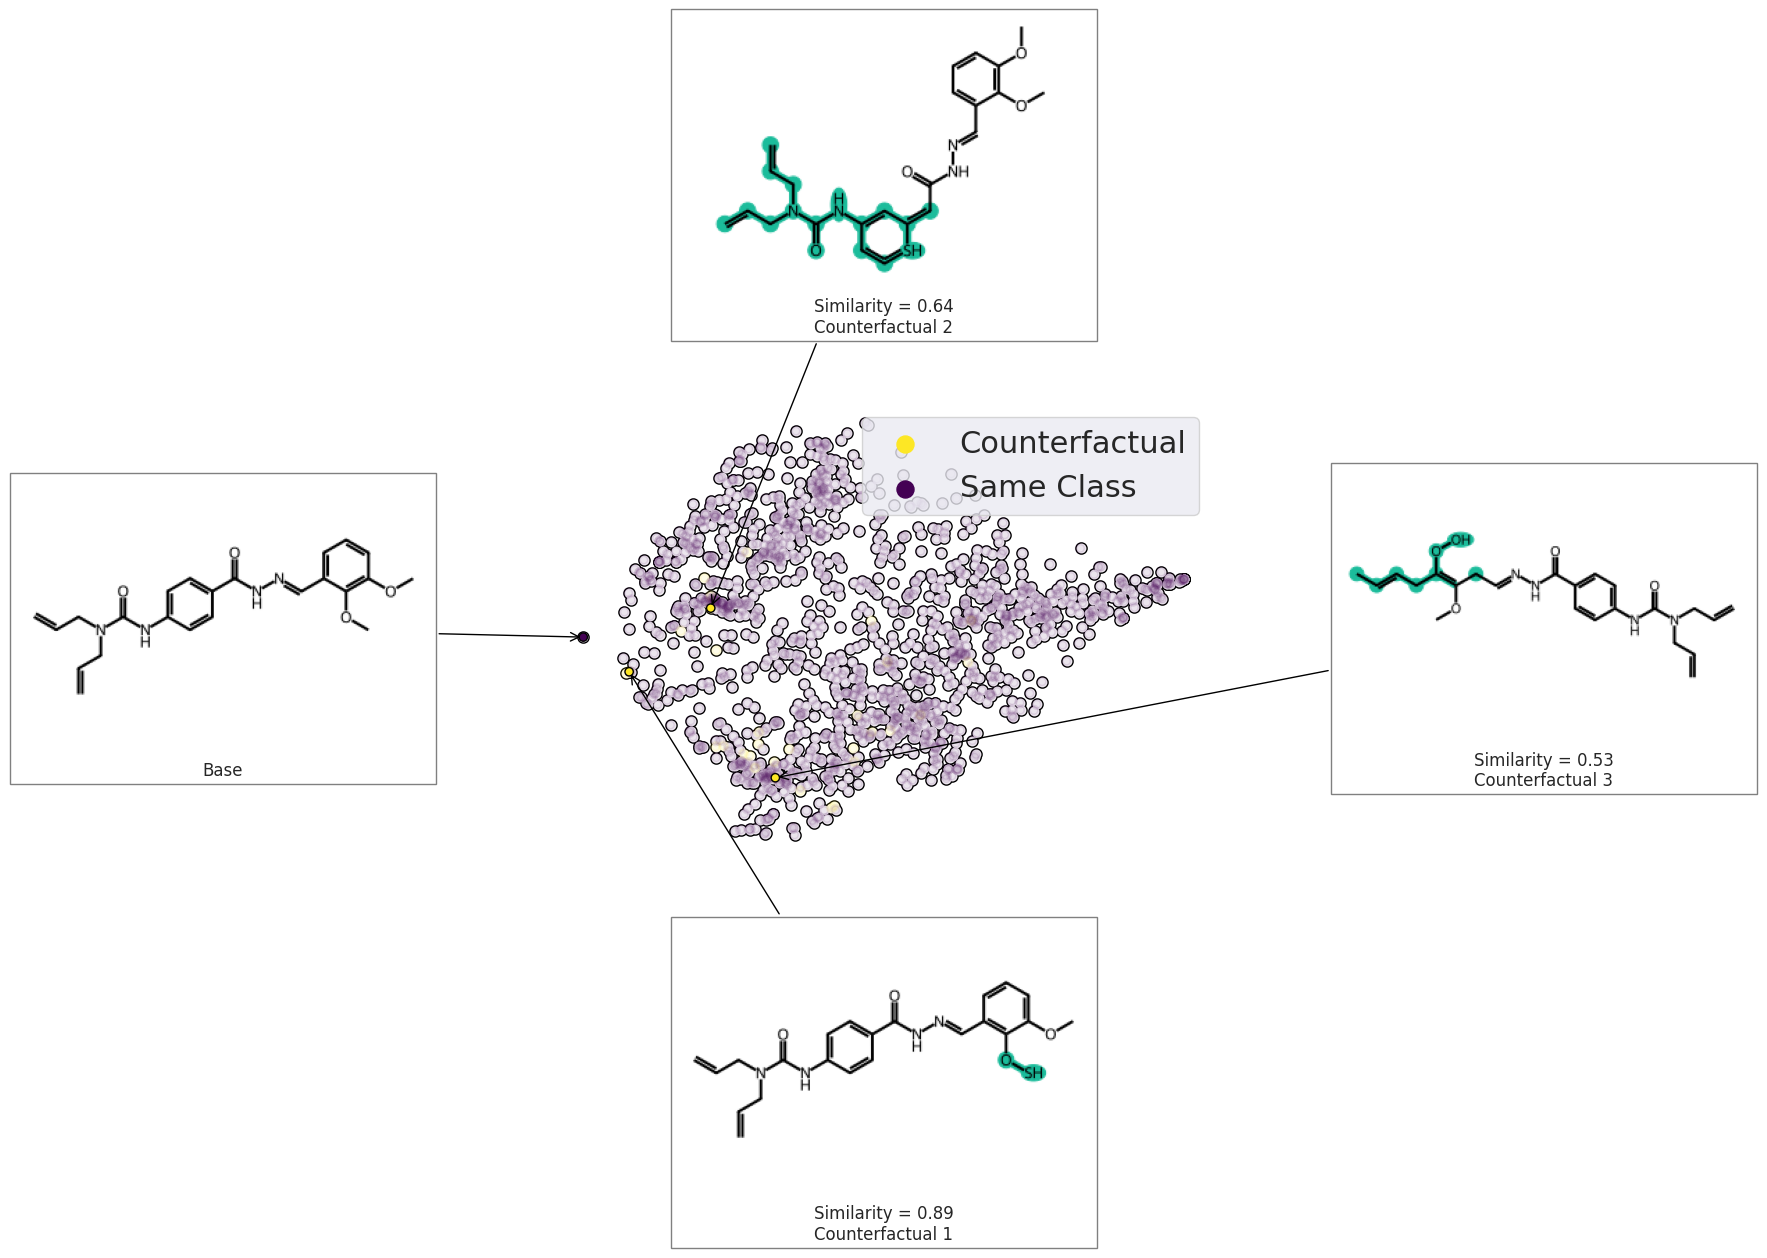 O
O
N
NH
N
H
O
O
N
H
N
O
SH
Similarity = 0.64
Counterfactual 2
Counterfactual
Same Class
O
O
N
H
N
N
H
N
O
O
Base
O
OH
O
N
N
H
O
O
N
H
N
Similarity = 0.53
Counterfactual 3
O
O
N
H
N
N
H
N
O
O
SH
Similarity = 0.89
Counterfactual 1